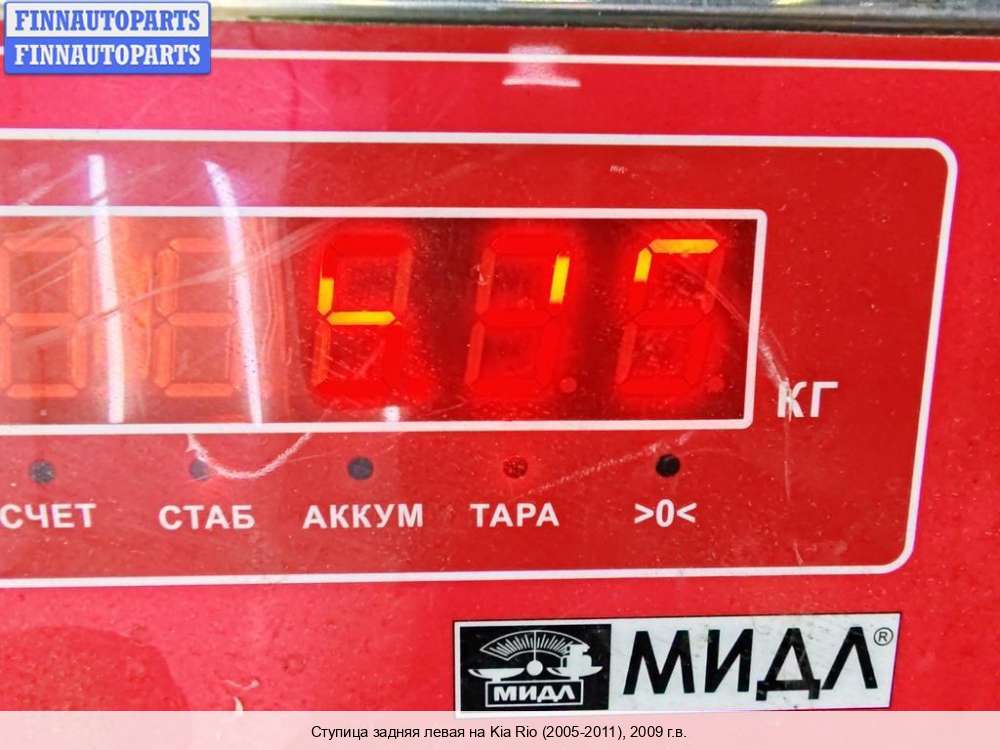 FINNAUTOPARTS
FINNAUTOPARTS
КГ
СЧЕТ СТАБ АККУМ ТАРА >0<
МИДЛ МИДЛ®
Ступица задняя левая на Kia Rio (2005-2011), 2009 г.в.